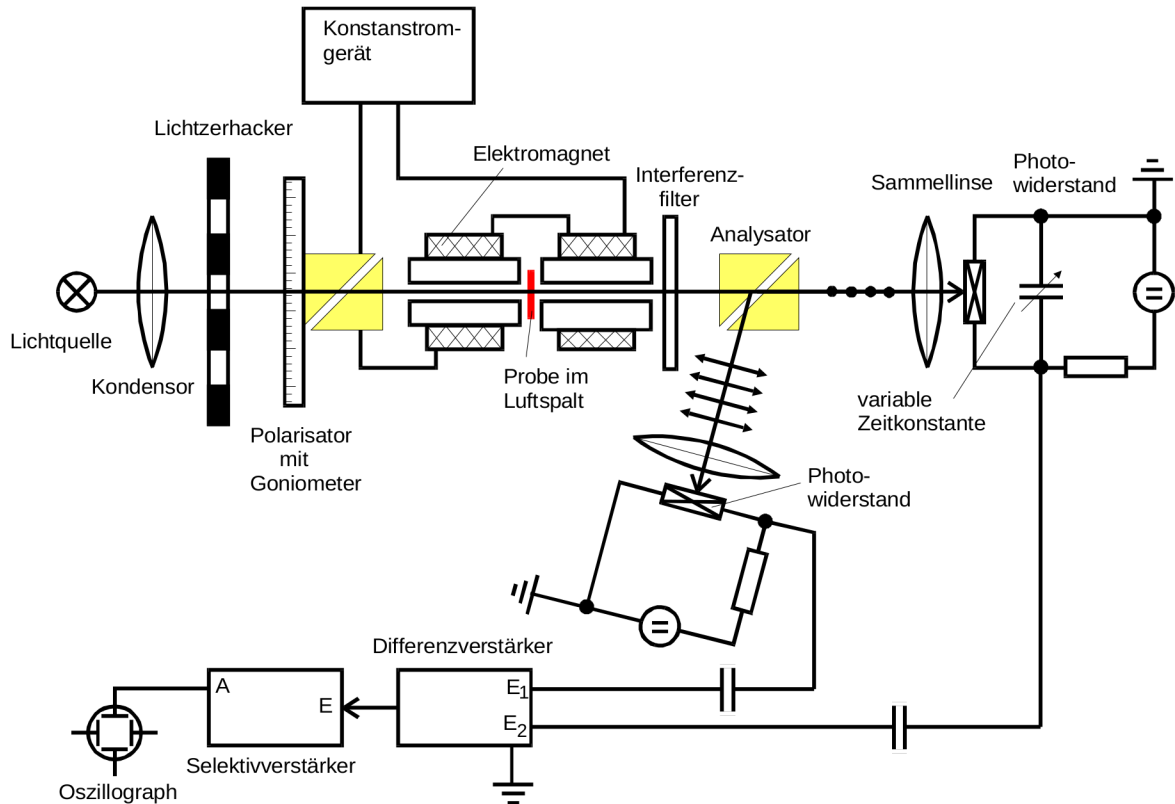 Konstanstrom-
gerät
Lichtzerhacker
Elektromagnet
Interferenz-
filter
Analysator
Sammellinse
Photo-
widerstand
Lichtquelle
Kondensor
Polarisator
mit
Goniometer
Probe im
Luftspalt
variable
Zeitkonstante
Photo-
widerstand
Differenzverstärker
E1
E2
A
E
Selektivverstärker
Oszillograph